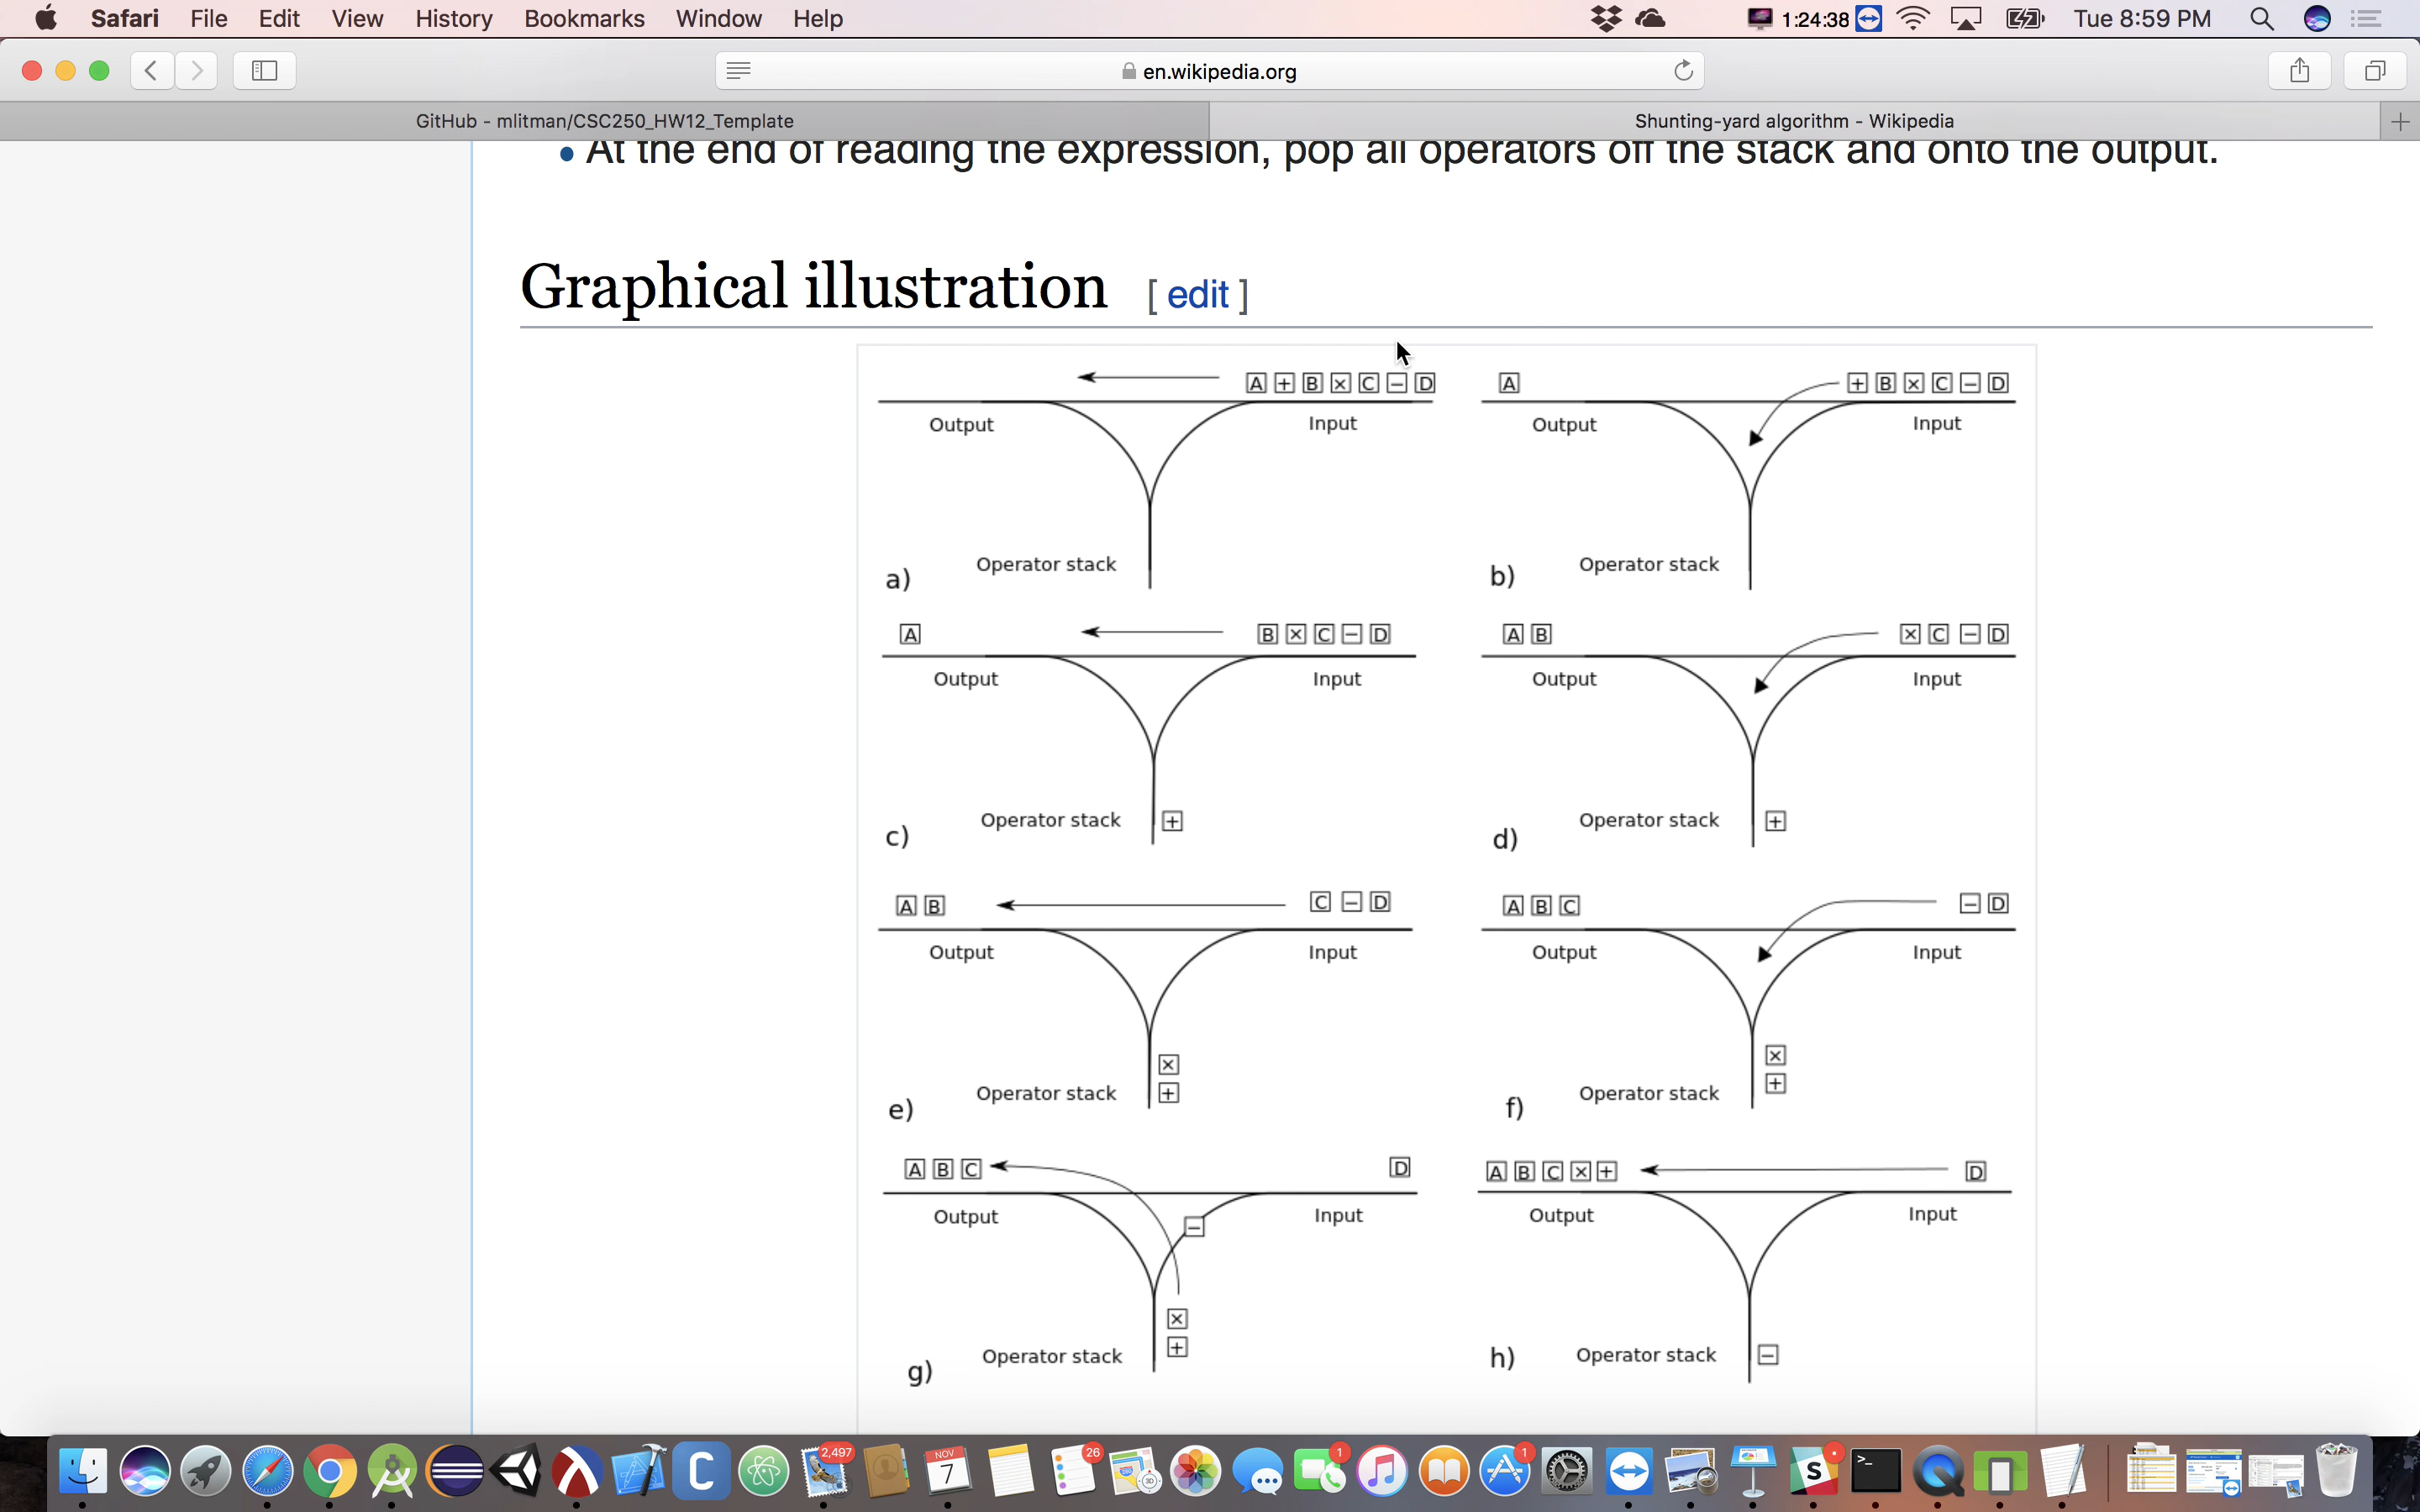 Safari File Edit View History Bookmarks Window Help 1:24:38 Tue 8:59 PM
en.wikipedia.org
GitHub - mlitman/CSC250_HW12_Template Shunting-yard algorithm - Wikipedia
• At the end of reading the expression, pop all operators off the stack and onto the output.
Graphical illustration [ edit ]
A + B × C − D A + B × C − D
Output Input Output Input
a) Operator stack b) Operator stack
A B × C − D A B × C − D
Output Input Output Input
c) Operator stack + d) Operator stack +
A B C − D A B C − D
Output Input Output Input
× ×
e) Operator stack + f) Operator stack +
A B C D A B C × + D
Output − Input Output Input
×
g) Operator stack + h) Operator stack −
2,497 NOV 7 26 3D 1 1 S >_